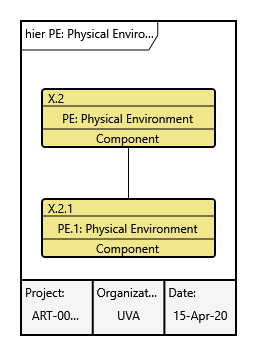 hier PE: Physical Enviro...
X.2
PE: Physical Environment
Component
X.2.1
PE.1: Physical Environment
Component
Project: Organizat... Date:
ART-00... UVA 15-Apr-20